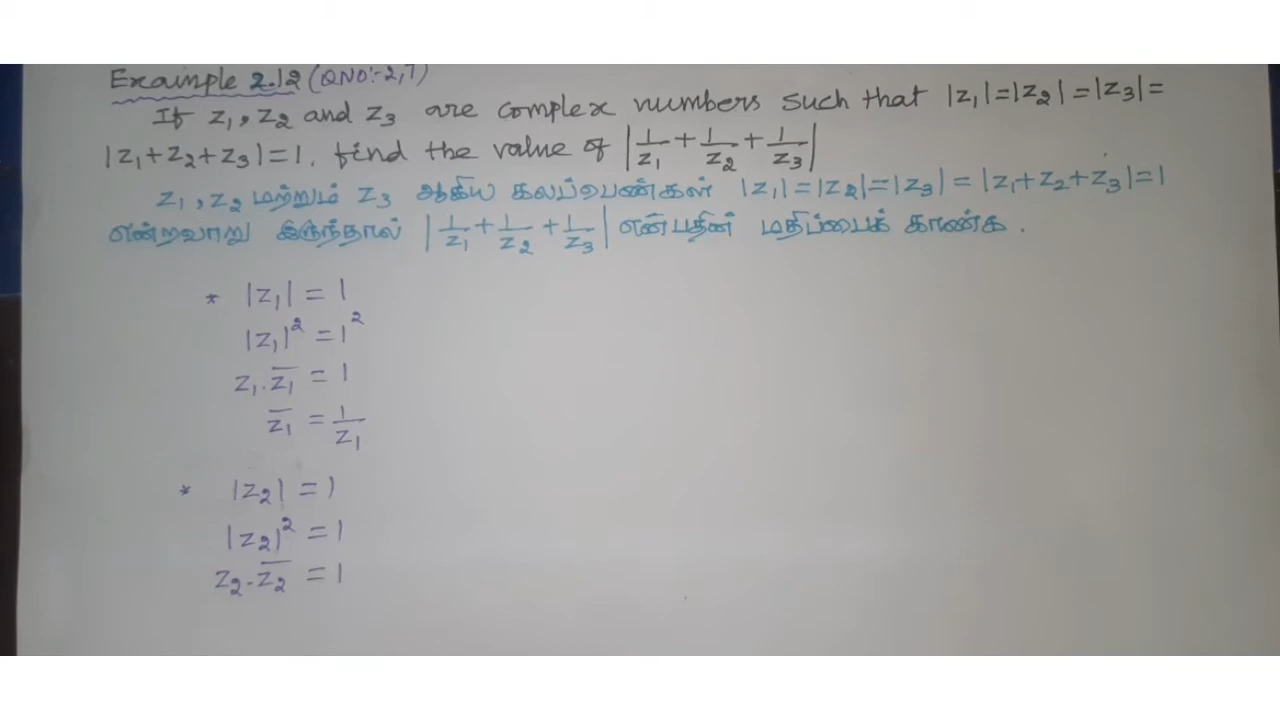 Example 2.12 (QNO:-2,7)
If z₁, z₂ and z₃ are complex numbers such that |z₁|=|z₂|=|z₃|=
|z₁+z₂+z₃|=1. find the value of |1/z₁ + 1/z₂ + 1/z₃|
z₁, z₂ மற்றும் z₃ ஆகிய கலப்பெண்கள் |z₁|=|z₂|=|z₃|=|z₁+z₂+z₃|=1
என்றவாறு இருந்தால் |1/z₁ + 1/z₂ + 1/z₃| என்பதின் மதிப்பைக் காண்க.
* |z₁| = 1
|z₁|² = 1²
z₁.z̅₁ = 1
z̅₁ = 1/z₁
* |z₂| = 1
|z₂|² = 1
z₂.z̅₂ = 1